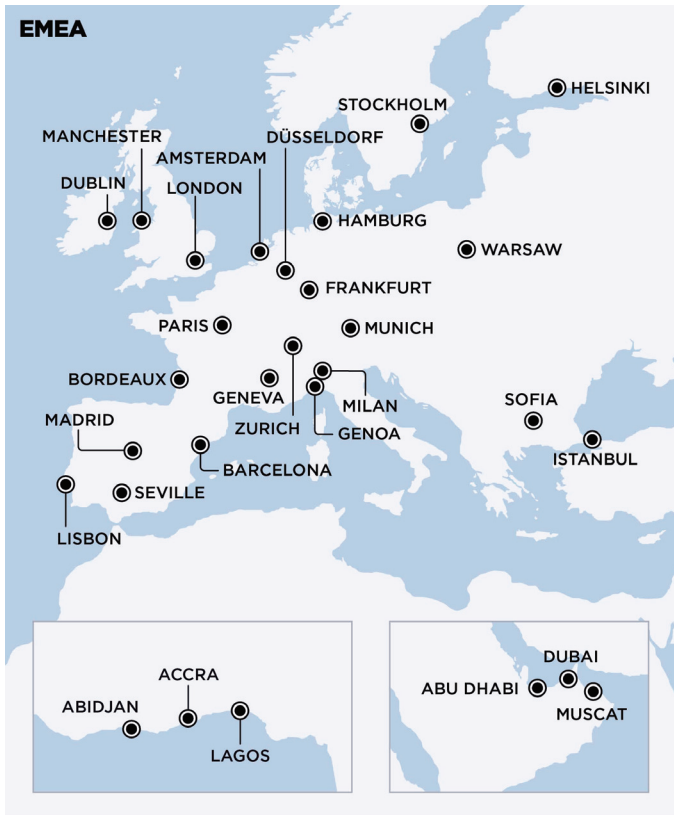 EMEA
HELSINKI
STOCKHOLM
MANCHESTER
DÜSSELDORF
AMSTERDAM
DUBLIN
LONDON
HAMBURG
WARSAW
FRANKFURT
PARIS
MUNICH
BORDEAUX
GENEVA
MILAN
SOFIA
MADRID
ZURICH
GENOA
ISTANBUL
BARCELONA
SEVILLE
LISBON
ACCRA
ABIDJAN
LAGOS
DUBAI
ABU DHABI
MUSCAT